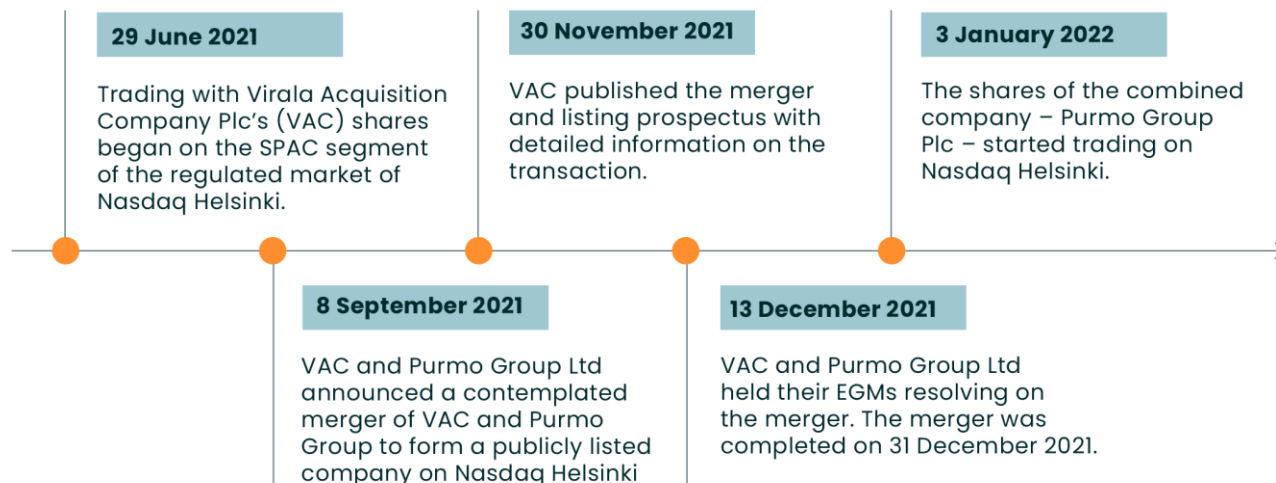 29 June 2021
Trading with Virala Acquisition
Company Plc's (VAC) shares
began on the SPAC segment
of the regulated market of
Nasdaq Helsinki.
8 September 2021
VAC and Purmo Group Ltd
announced a contemplated
merger of VAC and Purmo
Group to form a publicly listed
company on Nasdaq Helsinki
30 November 2021
VAC published the merger
and listing prospectus with
detailed information on the
transaction.
13 December 2021
VAC and Purmo Group Ltd
held their EGMs resolving on
the merger. The merger was
completed on 31 December 2021.
3 January 2022
The shares of the combined
company – Purmo Group
Plc – started trading on
Nasdaq Helsinki.